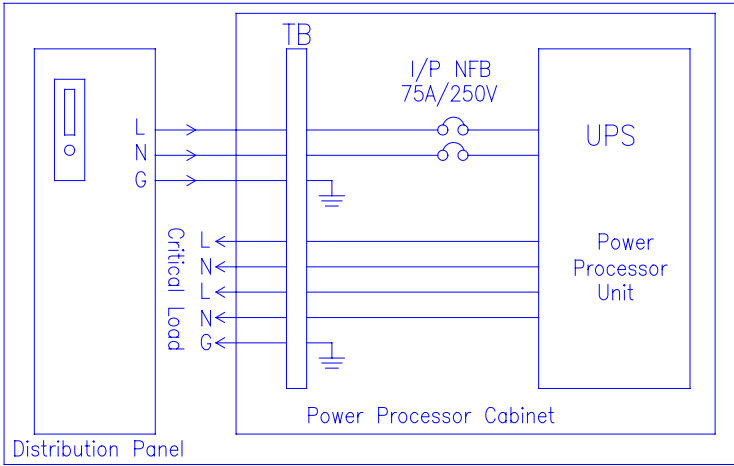 TB
I/P NFB
75A/250V
L
N
G
UPS
Critical Load
L
N
L
N
G
Power
Processor
Unit
Power Processor Cabinet
Distribution Panel